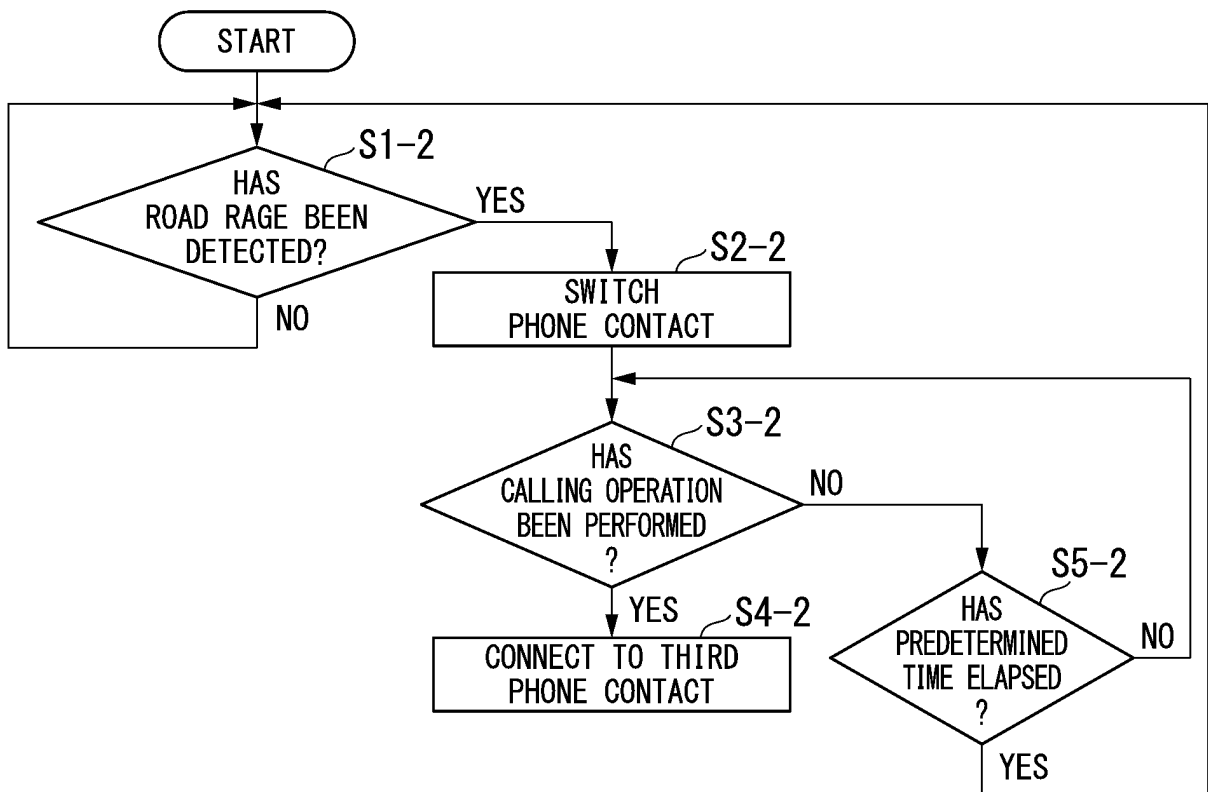 START
S1-2
HAS
ROAD RAGE BEEN
DETECTED?
YES
NO
S2-2
SWITCH
PHONE CONTACT
S3-2
HAS
CALLING OPERATION
BEEN PERFORMED
?
NO
YES
S4-2
CONNECT TO THIRD
PHONE CONTACT
S5-2
HAS
PREDETERMINED
TIME ELAPSED
?
NO
YES